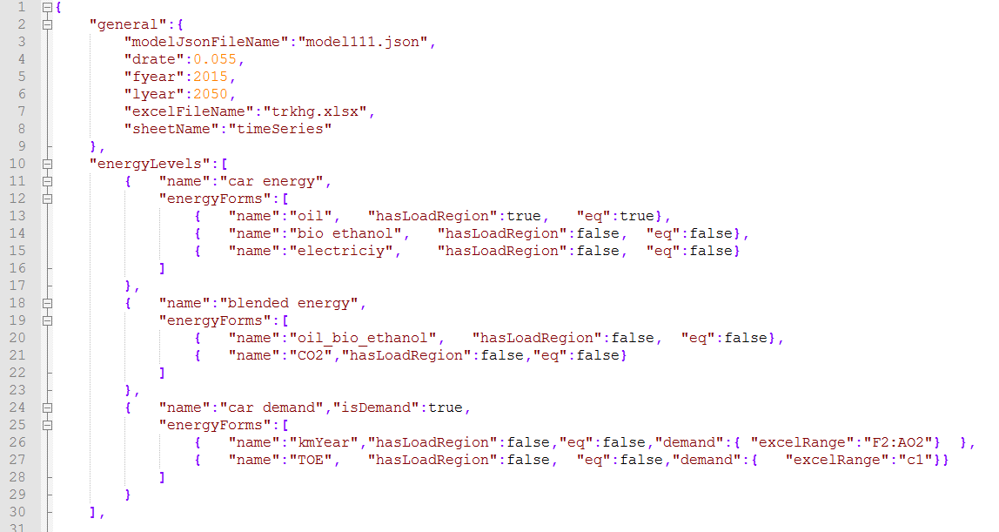 1 {
2 "general":{
3 "modelJsonFileName":"model111.json",
4 "drate":0.055,
5 "fyear":2015,
6 "lyear":2050,
7 "excelFileName":"trkhg.xlsx",
8 "sheetName":"timeSeries"
9 },
10 "energyLevels":[
11 { "name":"car energy",
12 "energyForms":[
13 { "name":"oil", "hasLoadRegion":true, "eq":true},
14 { "name":"bio ethanol", "hasLoadRegion":false, "eq":false},
15 { "name":"electriciy", "hasLoadRegion":false, "eq":false}
16 ]
17 },
18 { "name":"blended energy",
19 "energyForms":[
20 { "name":"oil_bio_ethanol", "hasLoadRegion":false, "eq":false},
21 { "name":"CO2","hasLoadRegion":false,"eq":false}
22 ]
23 },
24 { "name":"car demand","isDemand":true,
25 "energyForms":[
26 { "name":"kmYear","hasLoadRegion":false,"eq":false,"demand":{ "excelRange":"F2:AO2"} },
27 { "name":"TOE", "hasLoadRegion":false, "eq":false,"demand":{ "excelRange":"c1"}}
28 ]
29 }
30 ],
31